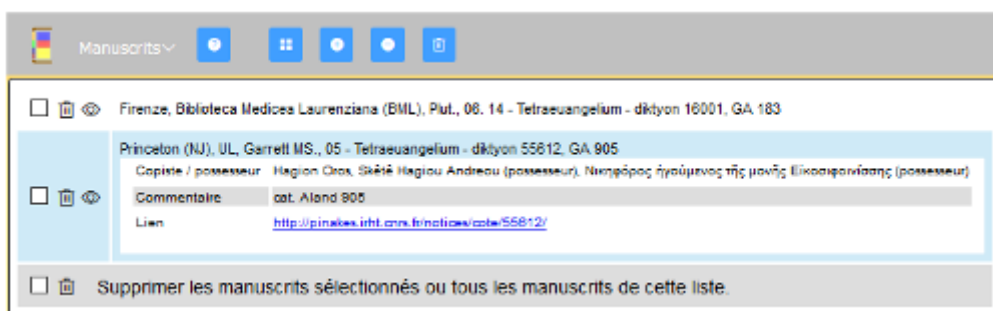 Manuscrits
Firenze, Biblioteca Medicea Laurenziana (BML), Plut., 06. 14 - Tetraeuangelium - diktyon 16001, GA 183
Princeton (NJ), UL, Garrett MS., 05 - Tetraeuangelium - diktyon 55612, GA 905
Copiste / possesseur Hagion Oros, Skêtê Hagiou Andreou (possesseur), Νικηφόρος ἡγούμενος τῆς μονῆς Εἰκοσιφοινίσσης (possesseur)
Commentaire cat. Aland 905
Lien http://pinakes.irht.cnrs.fr/notices/cote/55612/
Supprimer les manuscrits sélectionnés ou tous les manuscrits de cette liste.